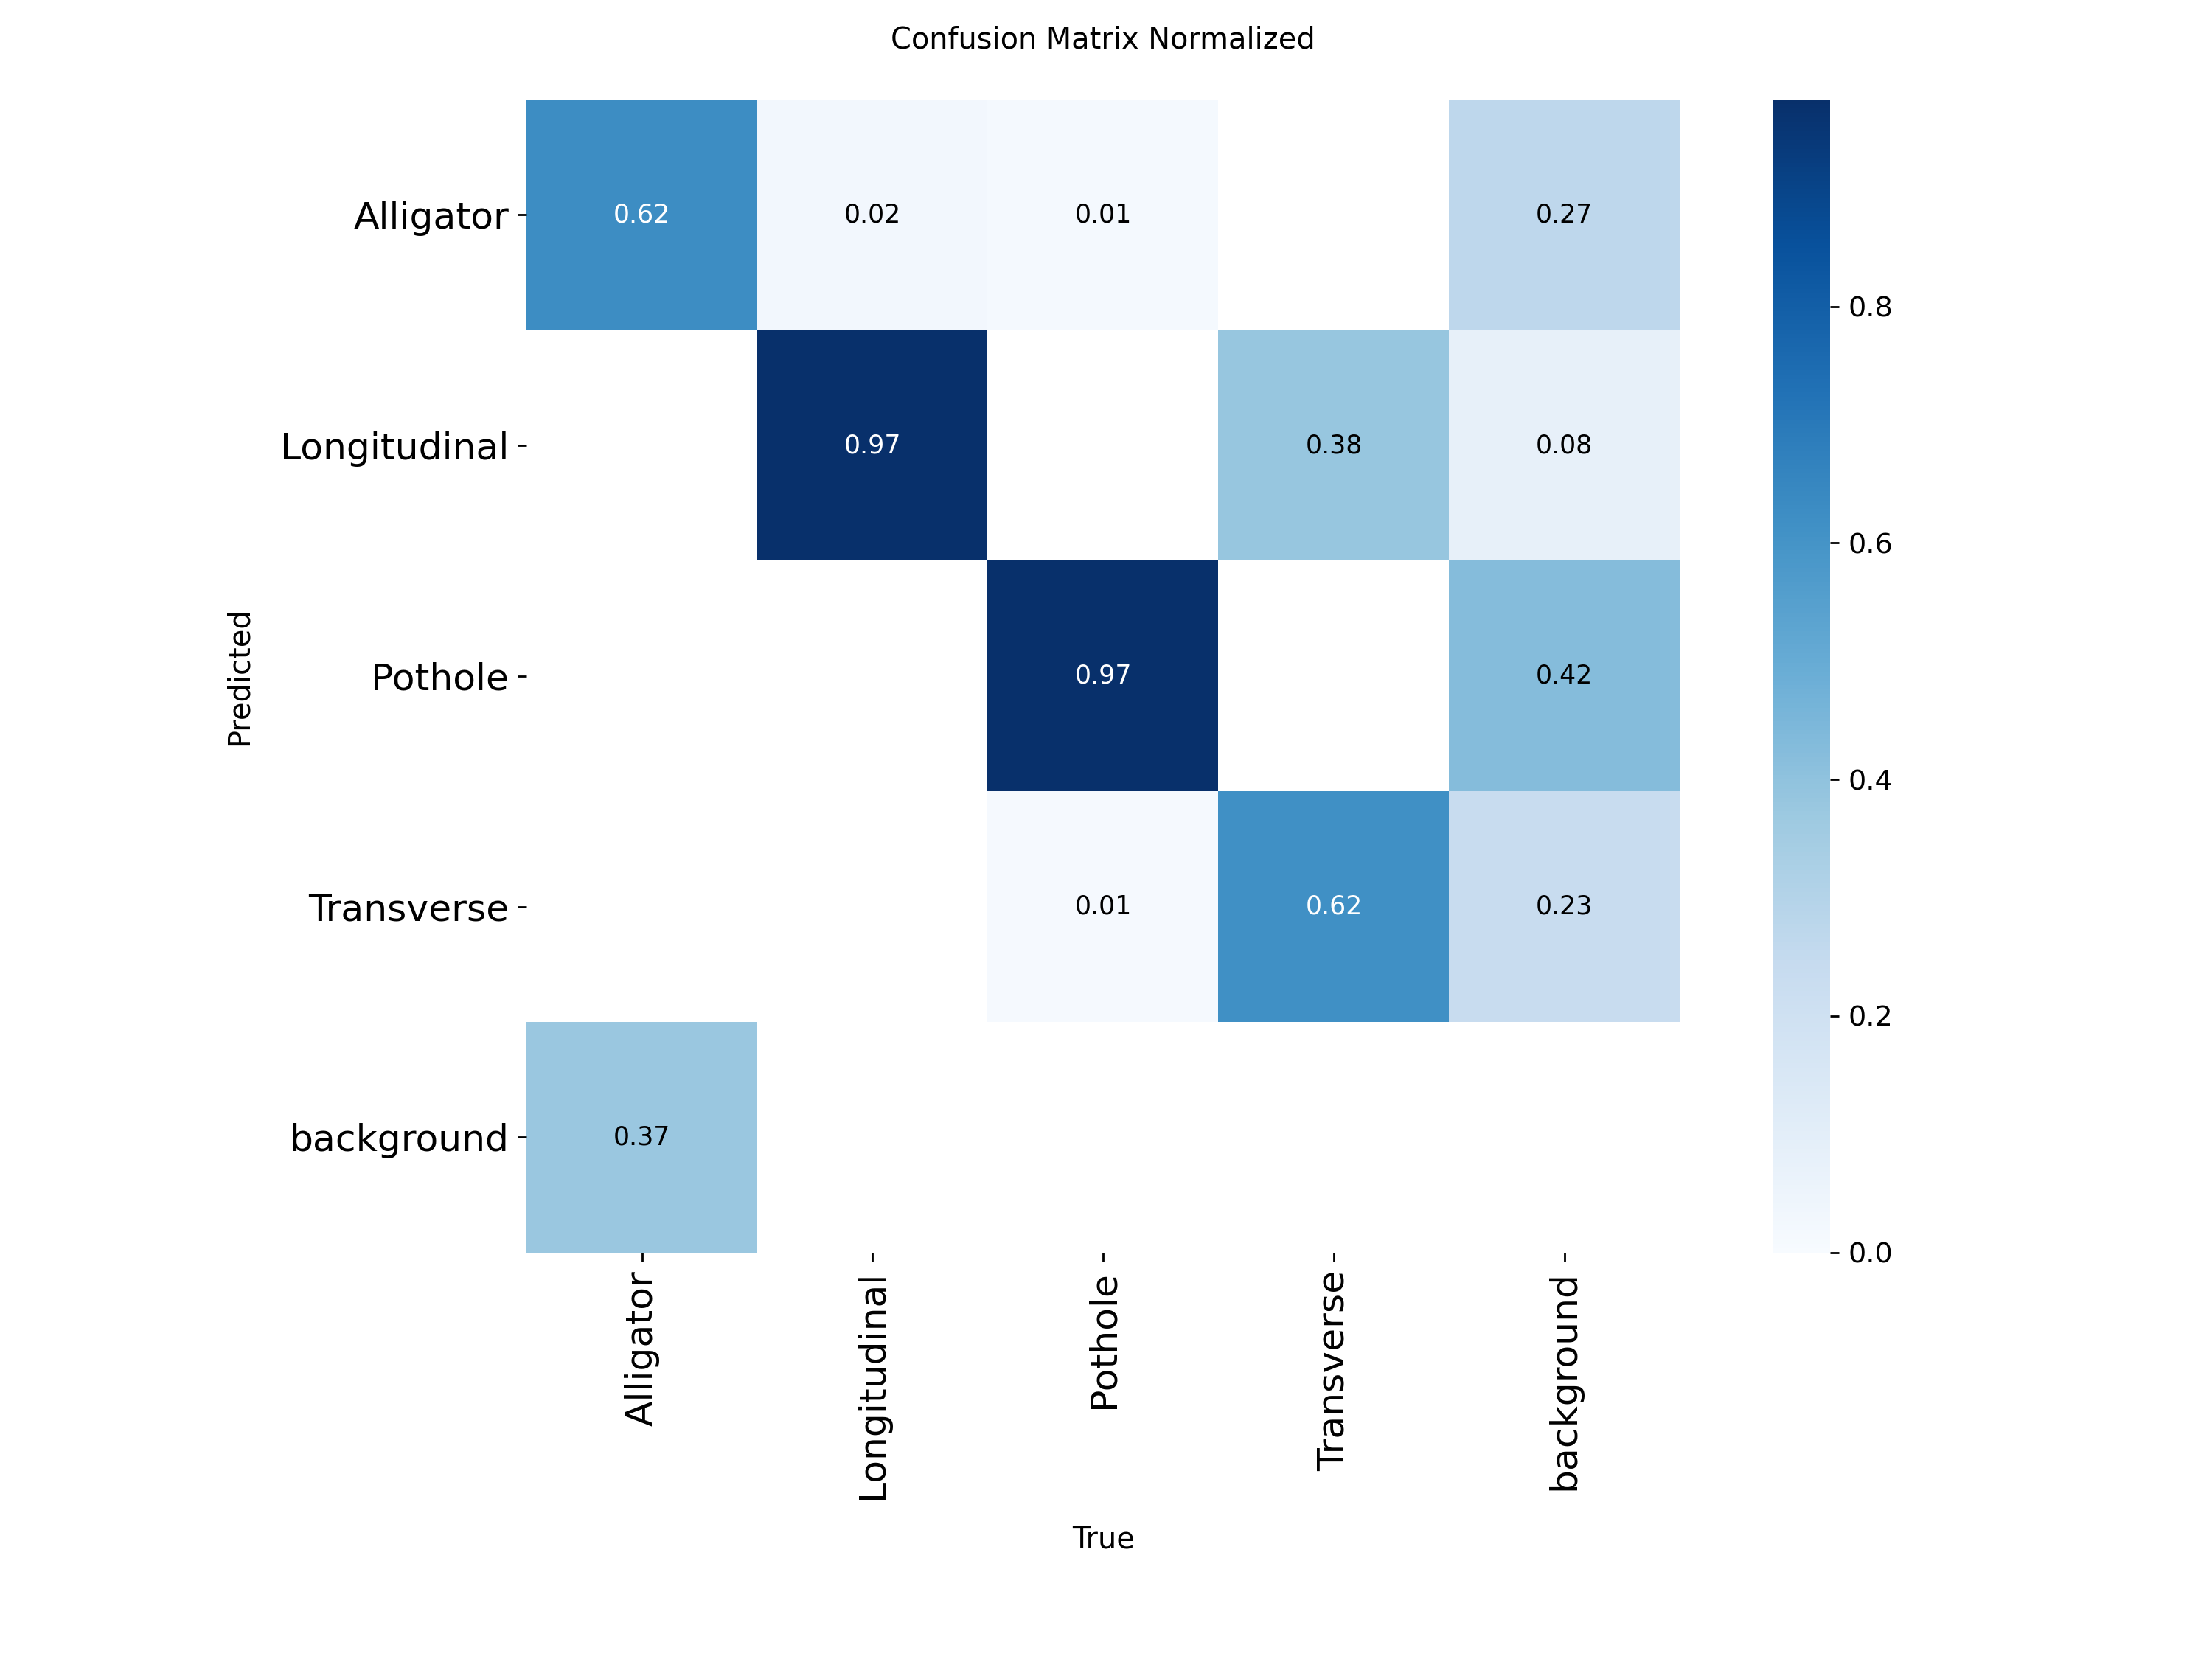 Confusion Matrix Normalized
Alligator
0.62
0.02
0.01
0.27
Longitudinal
0.97
0.38
0.08
Pothole
0.97
0.42
Transverse
0.01
0.62
0.23
background
0.37
Predicted
Alligator
Longitudinal
Pothole
Transverse
background
True
0.8
0.6
0.4
0.2
0.0